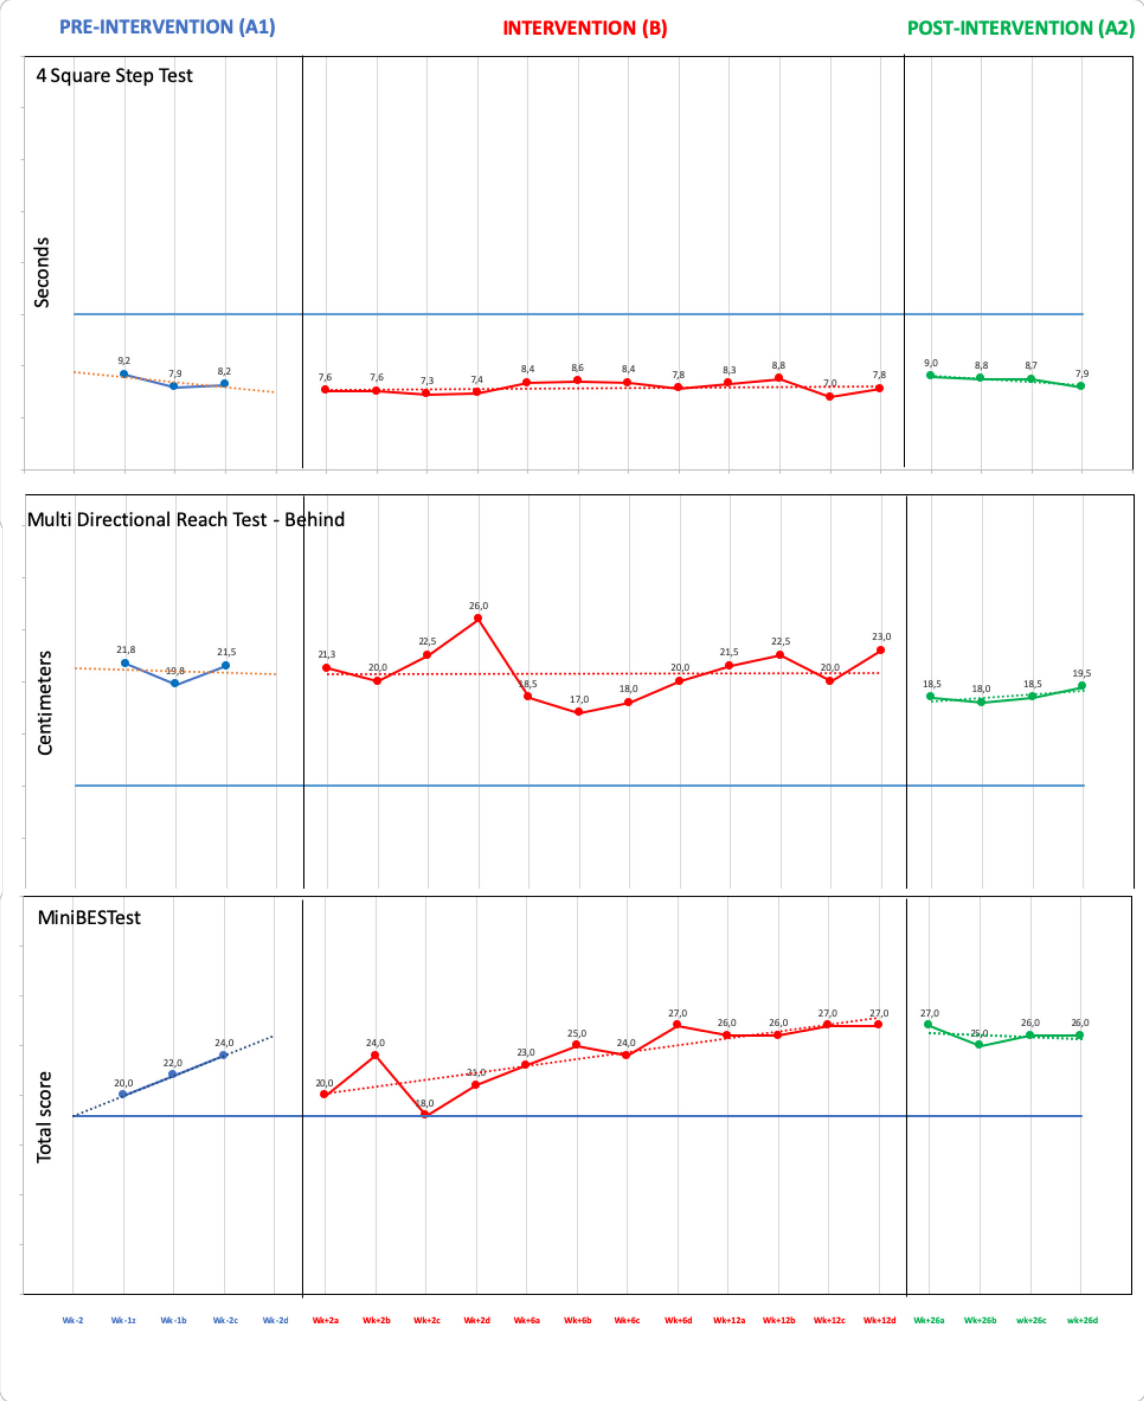 PRE-INTERVENTION (A1) INTERVENTION (B) POST-INTERVENTION (A2)
4 Square Step Test
Seconds
9,2 7,9 8,2 7,6 7,6 7,3 7,4 8,4 8,6 8,4 7,8 8,3 8,8 7,0 7,8 9,0 8,8 8,7 7,9
Multi Directional Reach Test - Behind
Centimeters
21,8 19,8 21,5 21,3 20,0 22,5 26,0 18,5 17,0 18,0 20,0 21,5 22,5 20,0 23,0 18,5 18,0 18,5 19,5
MiniBESTest
Total score
20,0 22,0 24,0 20,0 24,0 18,0 21,0 23,0 25,0 24,0 27,0 26,0 26,0 27,0 27,0 27,0 25,0 26,0 26,0
Wk-2 Wk-1z Wk-1b Wk-2c Wk-2d Wk+2a Wk+2b Wk+2c Wk+2d Wk+6a Wk+6b Wk+6c Wk+6d Wk+12a Wk+12b Wk+12c Wk+12d Wk+26a Wk+26b wk+26c wk+26d